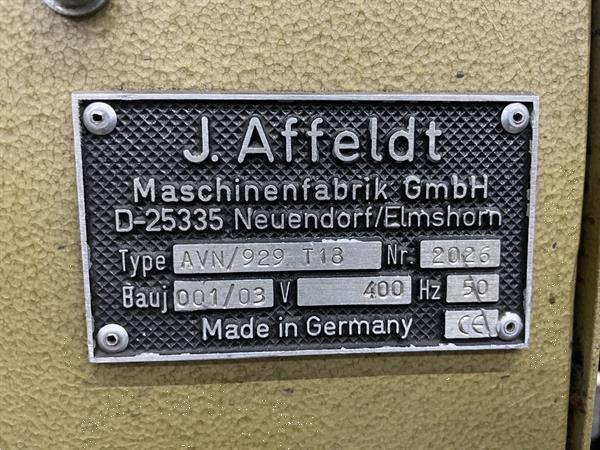 J. Affeldt
Maschinenfabrik GmbH
D-25335 Neuendorf/Elmshorn
Type AVN/929 T18 Nr. 2026
Bauj 001/03 V 400 Hz 50
Made in Germany CE